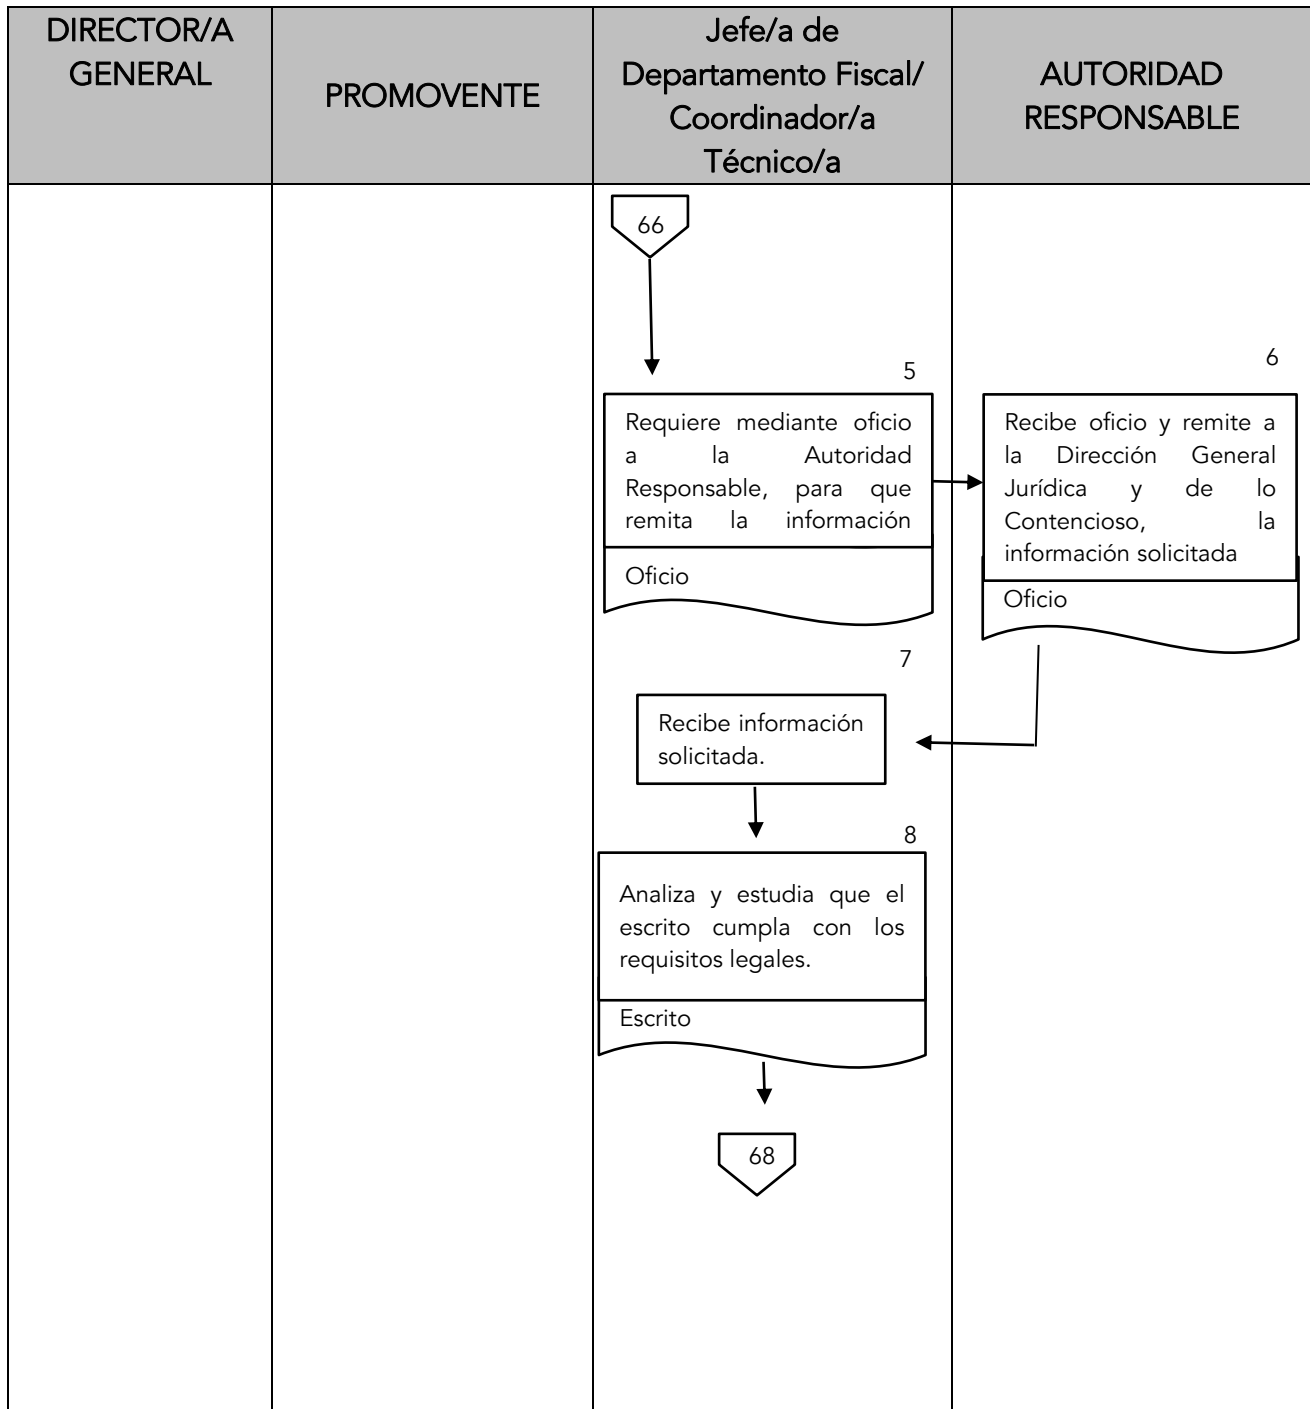 DIRECTOR/A
GENERAL
PROMOVENTE
Jefe/a de
Departamento Fiscal/
Coordinador/a
Técnico/a
AUTORIDAD
RESPONSABLE
66
5
Requiere mediante oficio
a la Autoridad
Responsable, para que
remita la información
Oficio
6
Recibe oficio y remite a
la Dirección General
Jurídica y de lo
Contencioso, la
información solicitada
Oficio
7
Recibe información
solicitada.
8
Analiza y estudia que el
escrito cumpla con los
requisitos legales.
Escrito
68